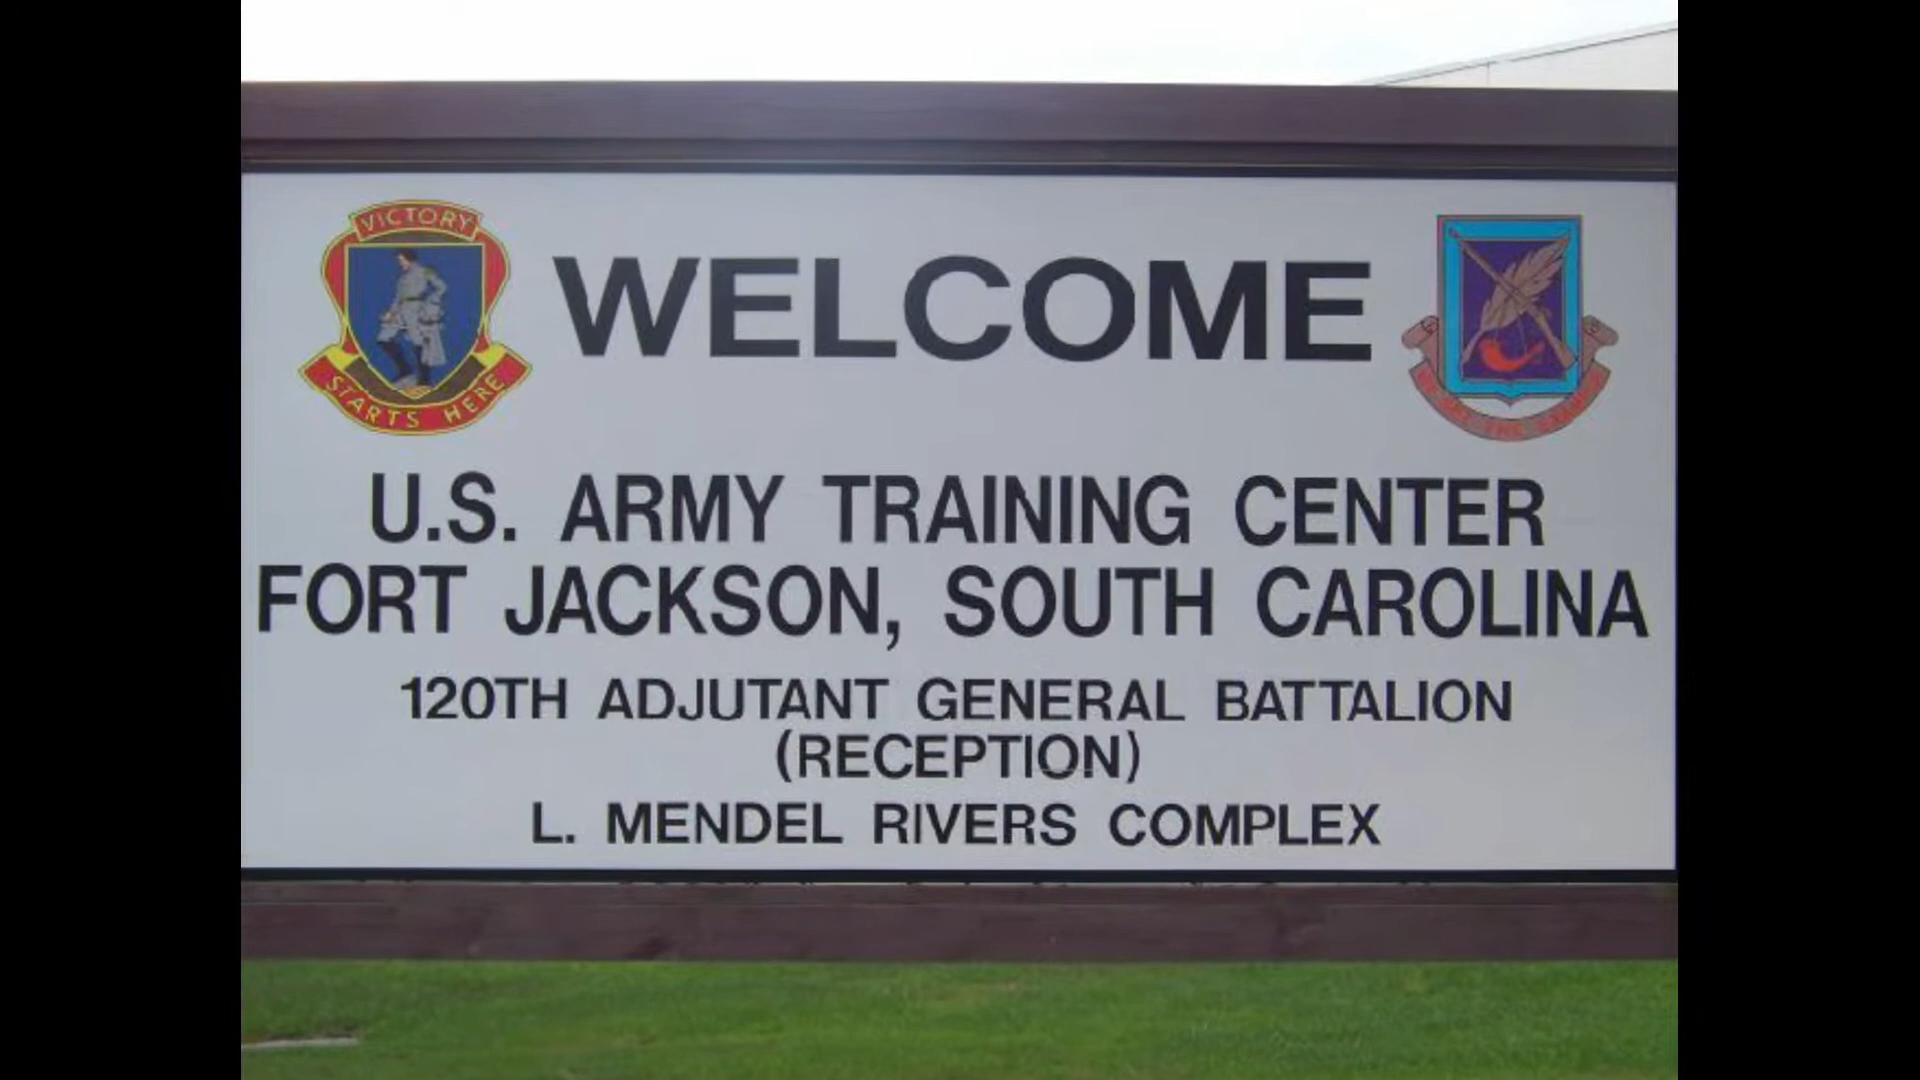 VICTORY
STARTS HERE
WELCOME
U.S. ARMY TRAINING CENTER
FORT JACKSON, SOUTH CAROLINA
120TH ADJUTANT GENERAL BATTALION
(RECEPTION)
L. MENDEL RIVERS COMPLEX